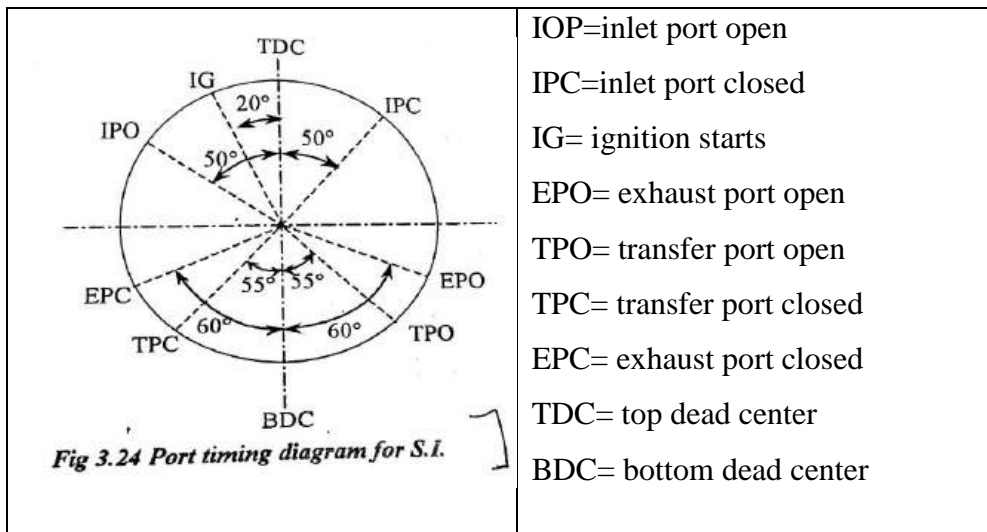 TDC
IG
IPC
20°
IPO
50°
50°
EPO
EPC
55°
55°
60°
60°
TPO
TPC
BDC
Fig 3.24 Port timing diagram for S.I.
IOP=inlet port open
IPC=inlet port closed
IG= ignition starts
EPO= exhaust port open
TPO= transfer port open
TPC= transfer port closed
EPC= exhaust port closed
TDC= top dead center
BDC= bottom dead center